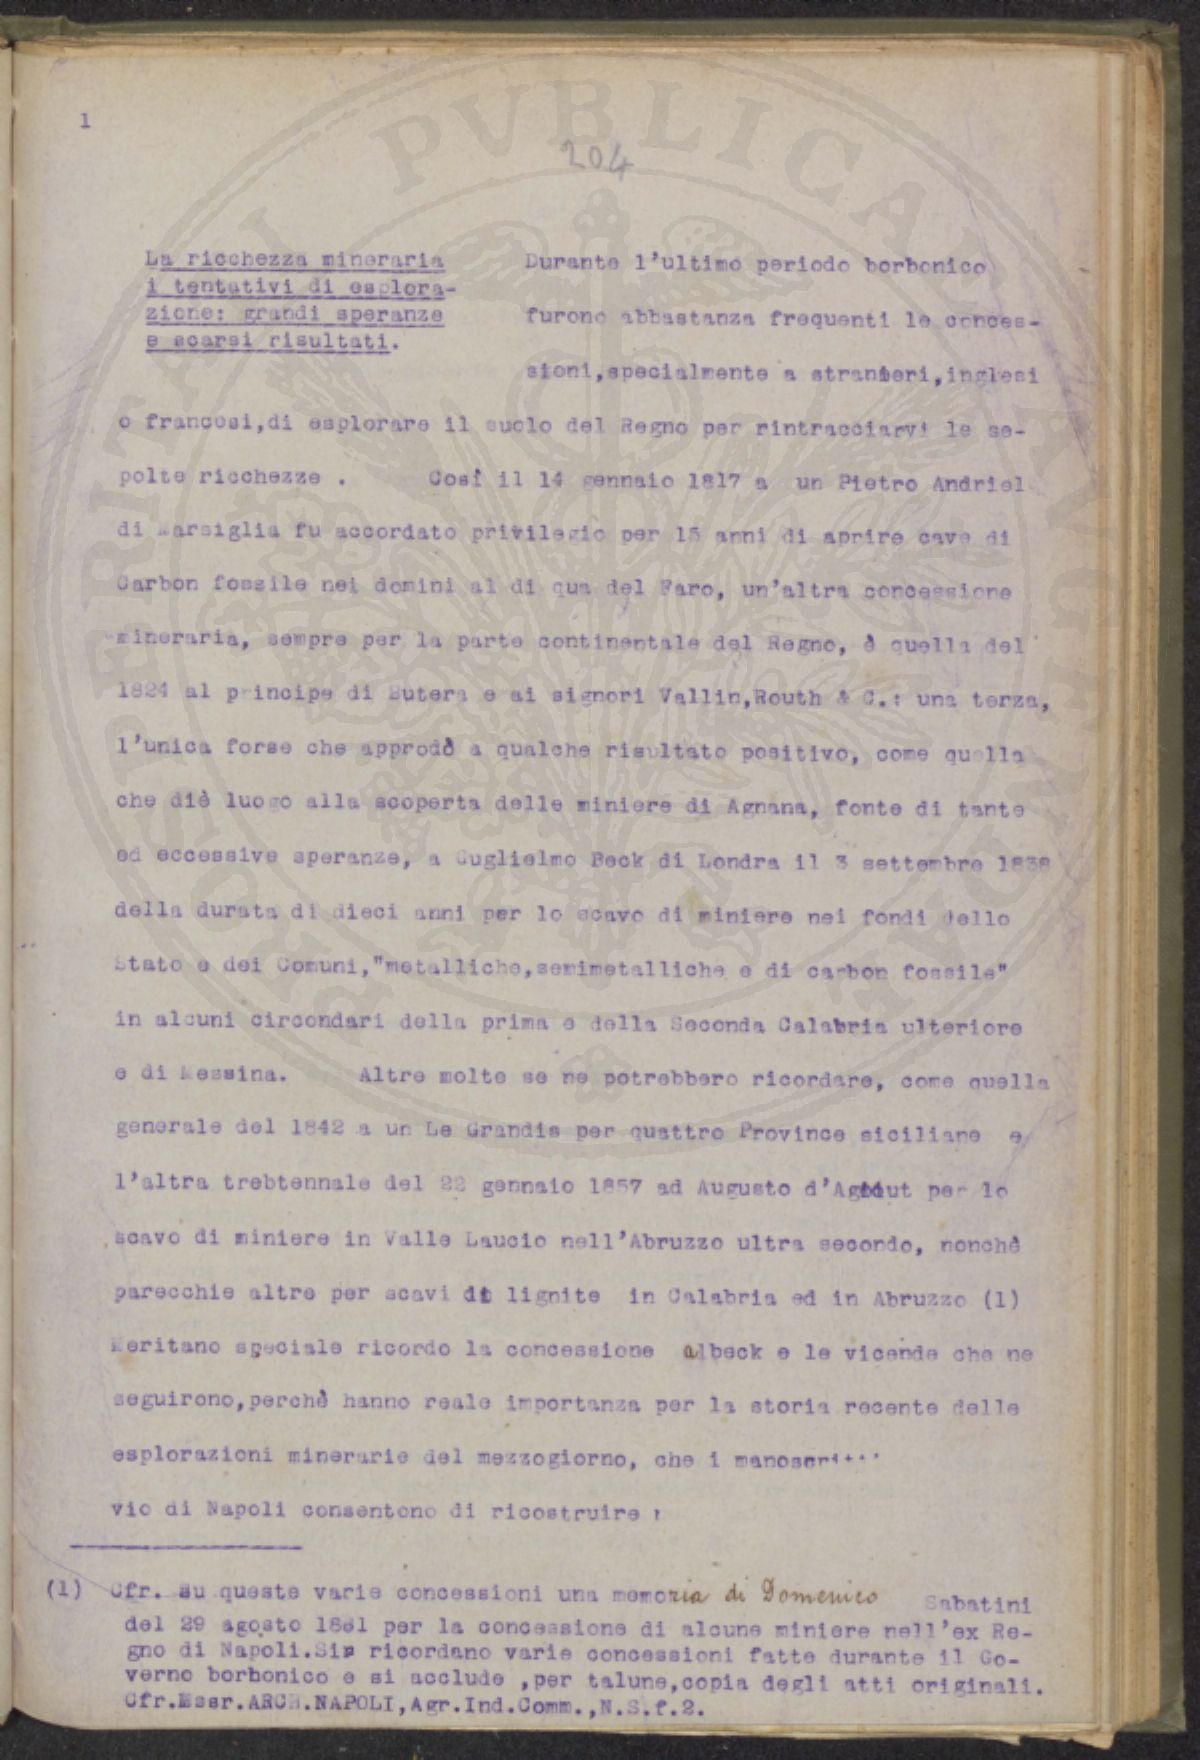 1
204
La ricchezza mineraria
i tentativi di esplora-
zione: grandi speranze
e scarsi risultati.
Durante l'ultimo periodo borbonico
furono abbastanza frequenti le conces-
sioni,specialmente a stranieri,inglesi
o francesi,di esplorare il suolo del Regno per rintracciarvi le se-
polte ricchezze . Così il 14 gennaio 1817 a un Pietro Andriel
di Marsiglia fu accordato privilegio per 15 anni di aprire cave di
Carbon fossile nei domini al di qua del Faro, un'altra concessione
mineraria, sempre per la parte continentale del Regno, è quella del
1824 al principe di Butera e ai signori Vallin,Routh & C.: una terza,
l'unica forse che approdò a qualche risultato positivo, come quella
che diè luogo alla scoperta delle miniere di Agnana, fonte di tante
ed eccessive speranze, a Guglielmo Beck di Londra il 3 settembre 1838
della durata di dieci anni per lo scavo di miniere nei fondi dello
Stato e dei Comuni,"metalliche,semimetalliche e di carbon fossile"
in alcuni circondari della prima e della Seconda Calabria ulteriore
e di Messina. Altre molte se ne potrebbero ricordare, come quella
generale del 1842 a un Le Grandis per quattro Province siciliane e
l'altra trebtennale del 22 gennaio 1857 ad Augusto d' per lo
scavo di miniere in Valle Laucio nell'Abruzzo ultra secondo, nonchè
parecchie altre per scavi di lignite in Calabria ed in Abruzzo (1)
Meritano speciale ricordo la concessione albeck e le vicende che ne
seguirono,perchè hanno reale importanza per la storia recente delle
esplorazioni minerarie del mezzogiorno, che i
vio di Napoli consentono di ricostruire
(1) Cfr. su queste varie concessioni una memoria di Domenico Sabatini
del 29 agosto 1861 per la concessione di alcune miniere nell'ex Re-
gno di Napoli.Si ricordano varie concessioni fatte durante il Go-
verno borbonico e si acclude ,per talune,copia degli atti originali.
Cfr.Mssr.ARCH.NAPOLI,Agr.Ind.Comm.,N.S.f.2.